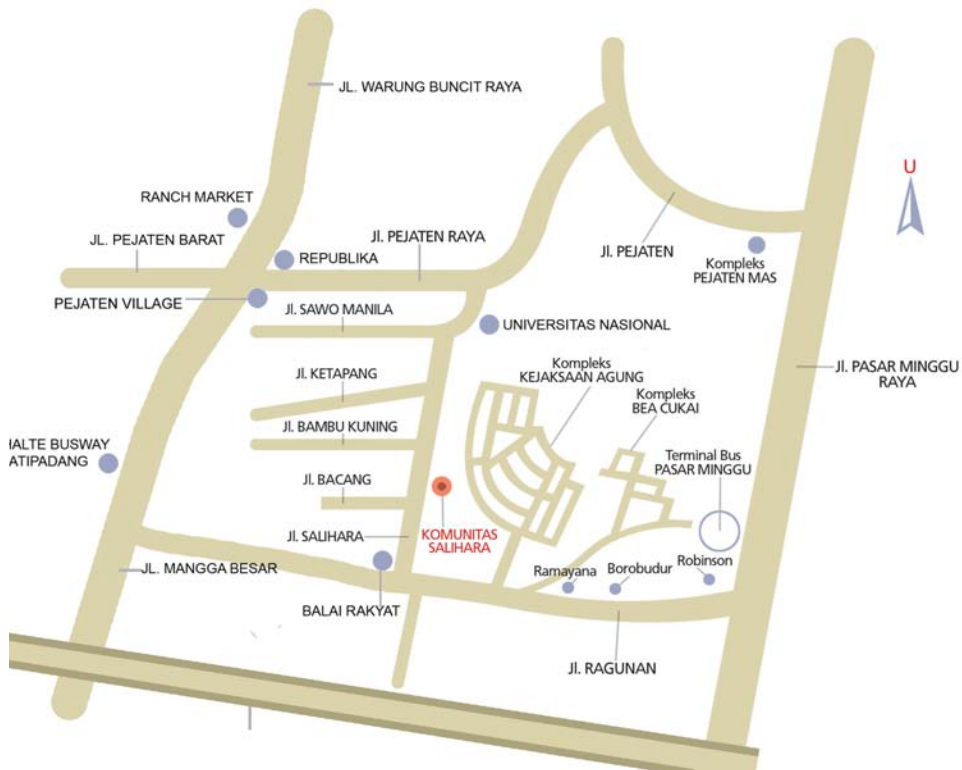 JL. WARUNG BUNCIT RAYA
U
RANCH MARKET
JL. PEJATEN BARAT
Jl. PEJATEN RAYA
REPUBLIKA
Jl. PEJATEN
Kompleks
PEJATEN MAS
PEJATEN VILLAGE
Jl. SAWO MANILA
UNIVERSITAS NASIONAL
Jl. KETAPANG
Kompleks
KEJAKSAAN AGUNG
Jl. PASAR MINGGU
RAYA
Kompleks
BEA CUKAI
Jl. BAMBU KUNING
HALTE BUSWAY
ATIPADANG
Terminal Bus
PASAR MINGGU
Jl. BACANG
Jl. SALIHARA
KOMUNITAS
SALIHARA
JL. MANGGA BESAR
Ramayana
Borobudur
Robinson
BALAI RAKYAT
Jl. RAGUNAN